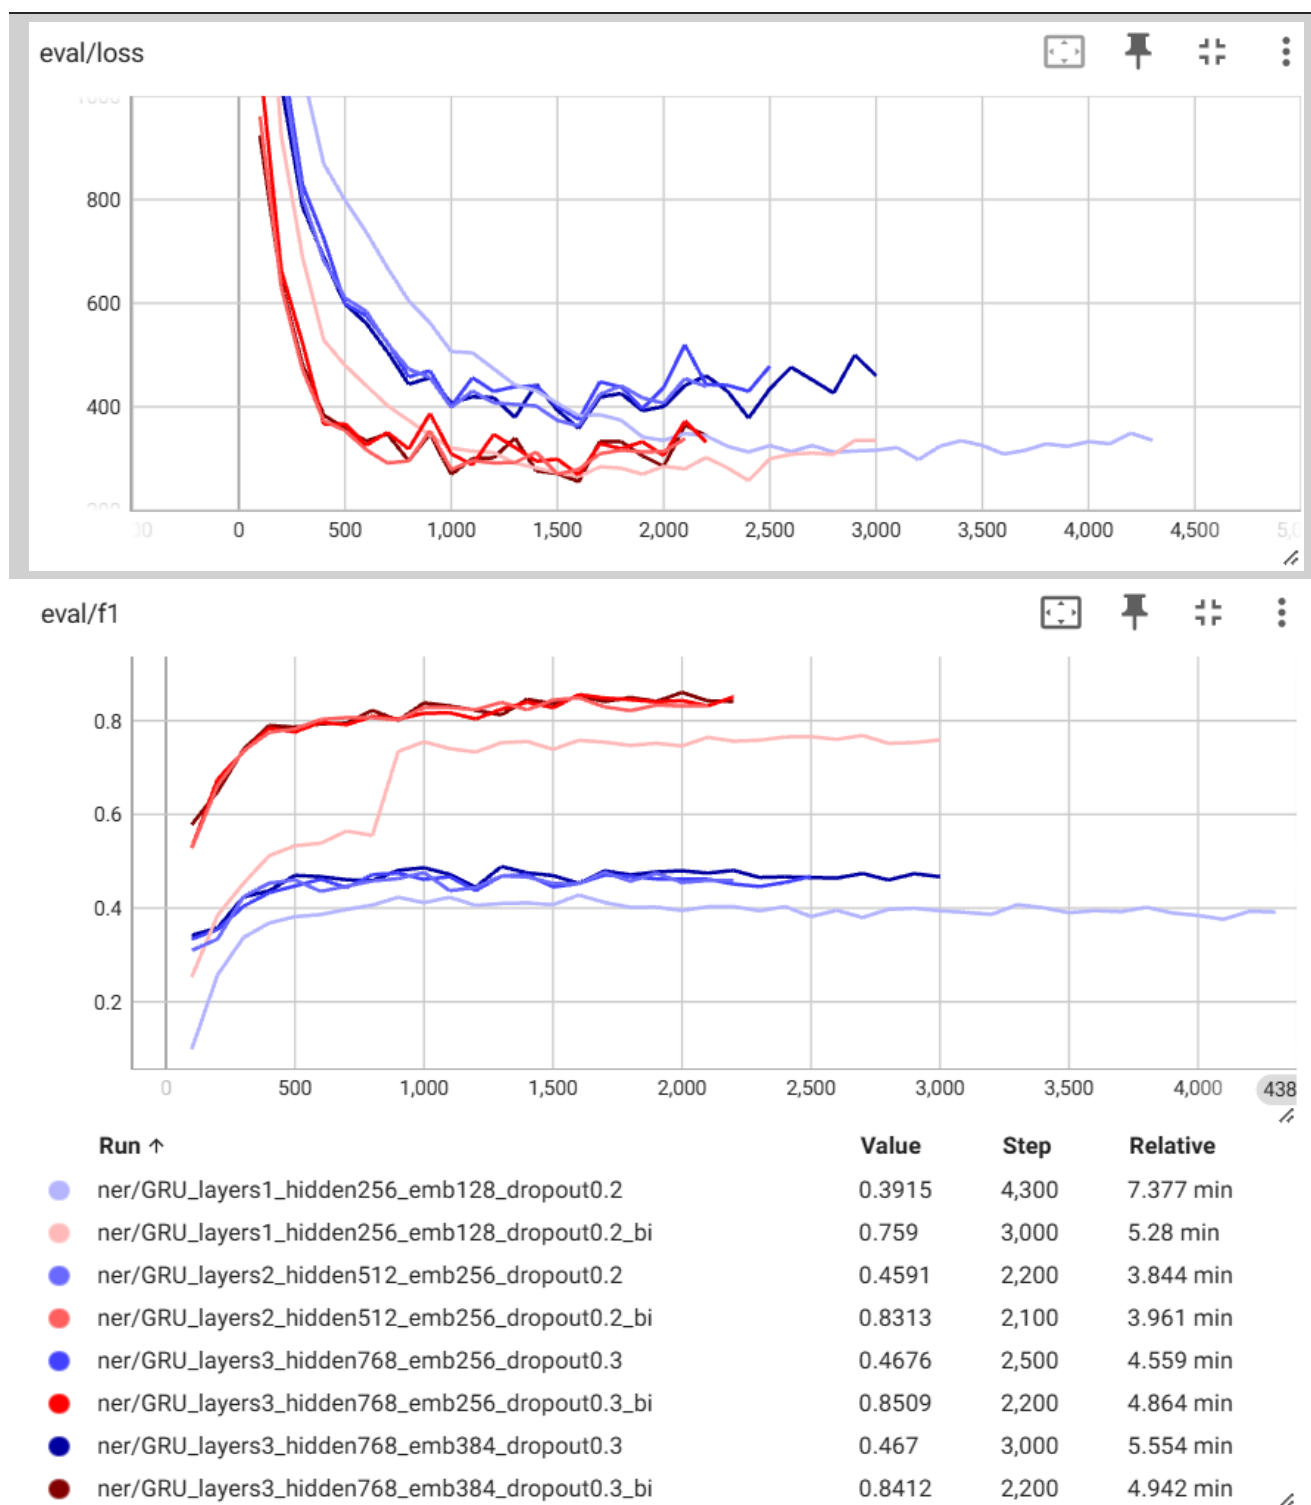 eval/loss
1000
800
600
400
200
0 500 1,000 1,500 2,000 2,500 3,000 3,500 4,000 4,500
eval/f1
0.8
0.6
0.4
0.2
0 500 1,000 1,500 2,000 2,500 3,000 3,500 4,000 438
Run ↑ Value Step Relative
ner/GRU_layers1_hidden256_emb128_dropout0.2 0.3915 4,300 7.377 min
ner/GRU_layers1_hidden256_emb128_dropout0.2_bi 0.759 3,000 5.28 min
ner/GRU_layers2_hidden512_emb256_dropout0.2 0.4591 2,200 3.844 min
ner/GRU_layers2_hidden512_emb256_dropout0.2_bi 0.8313 2,100 3.961 min
ner/GRU_layers3_hidden768_emb256_dropout0.3 0.4676 2,500 4.559 min
ner/GRU_layers3_hidden768_emb256_dropout0.3_bi 0.8509 2,200 4.864 min
ner/GRU_layers3_hidden768_emb384_dropout0.3 0.467 3,000 5.554 min
ner/GRU_layers3_hidden768_emb384_dropout0.3_bi 0.8412 2,200 4.942 min